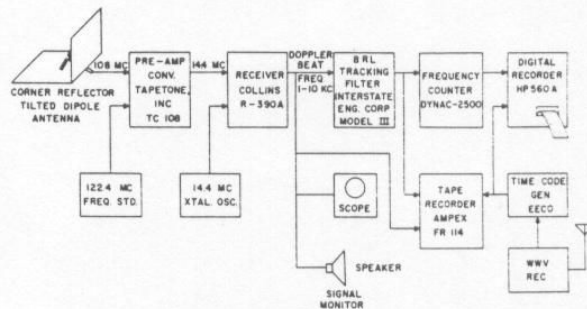 108 MC
CORNER REFLECTOR
TILTED DIPOLE
ANTENNA
PRE-AMP
CONV.
TAPETONE,
INC
TC 108
14.4 MC
RECEIVER
COLLINS
R-390A
DOPPLER
BEAT
FREQ
1-10 KC
BRL
TRACKING
FILTER
INTERSTATE
ENG. CORP
MODEL III
FREQUENCY
COUNTER
DYNAC-2500
DIGITAL
RECORDER
HP 560 A
122.4 MC
FREQ. STD.
14.4 MC
XTAL. OSC.
SCOPE
TAPE
RECORDER
AMPEX
FR 114
TIME CODE
GEN
EECO
SPEAKER
SIGNAL
MONITOR
WWV
REC